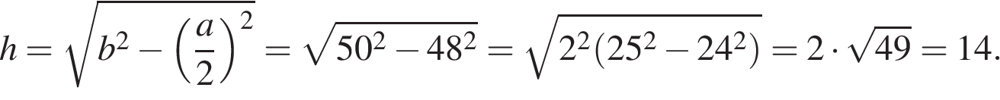 h = √(b² − (a/2)²) = √(50² − 48²) = √(2²(25² − 24²)) = 2 · √49 = 14.